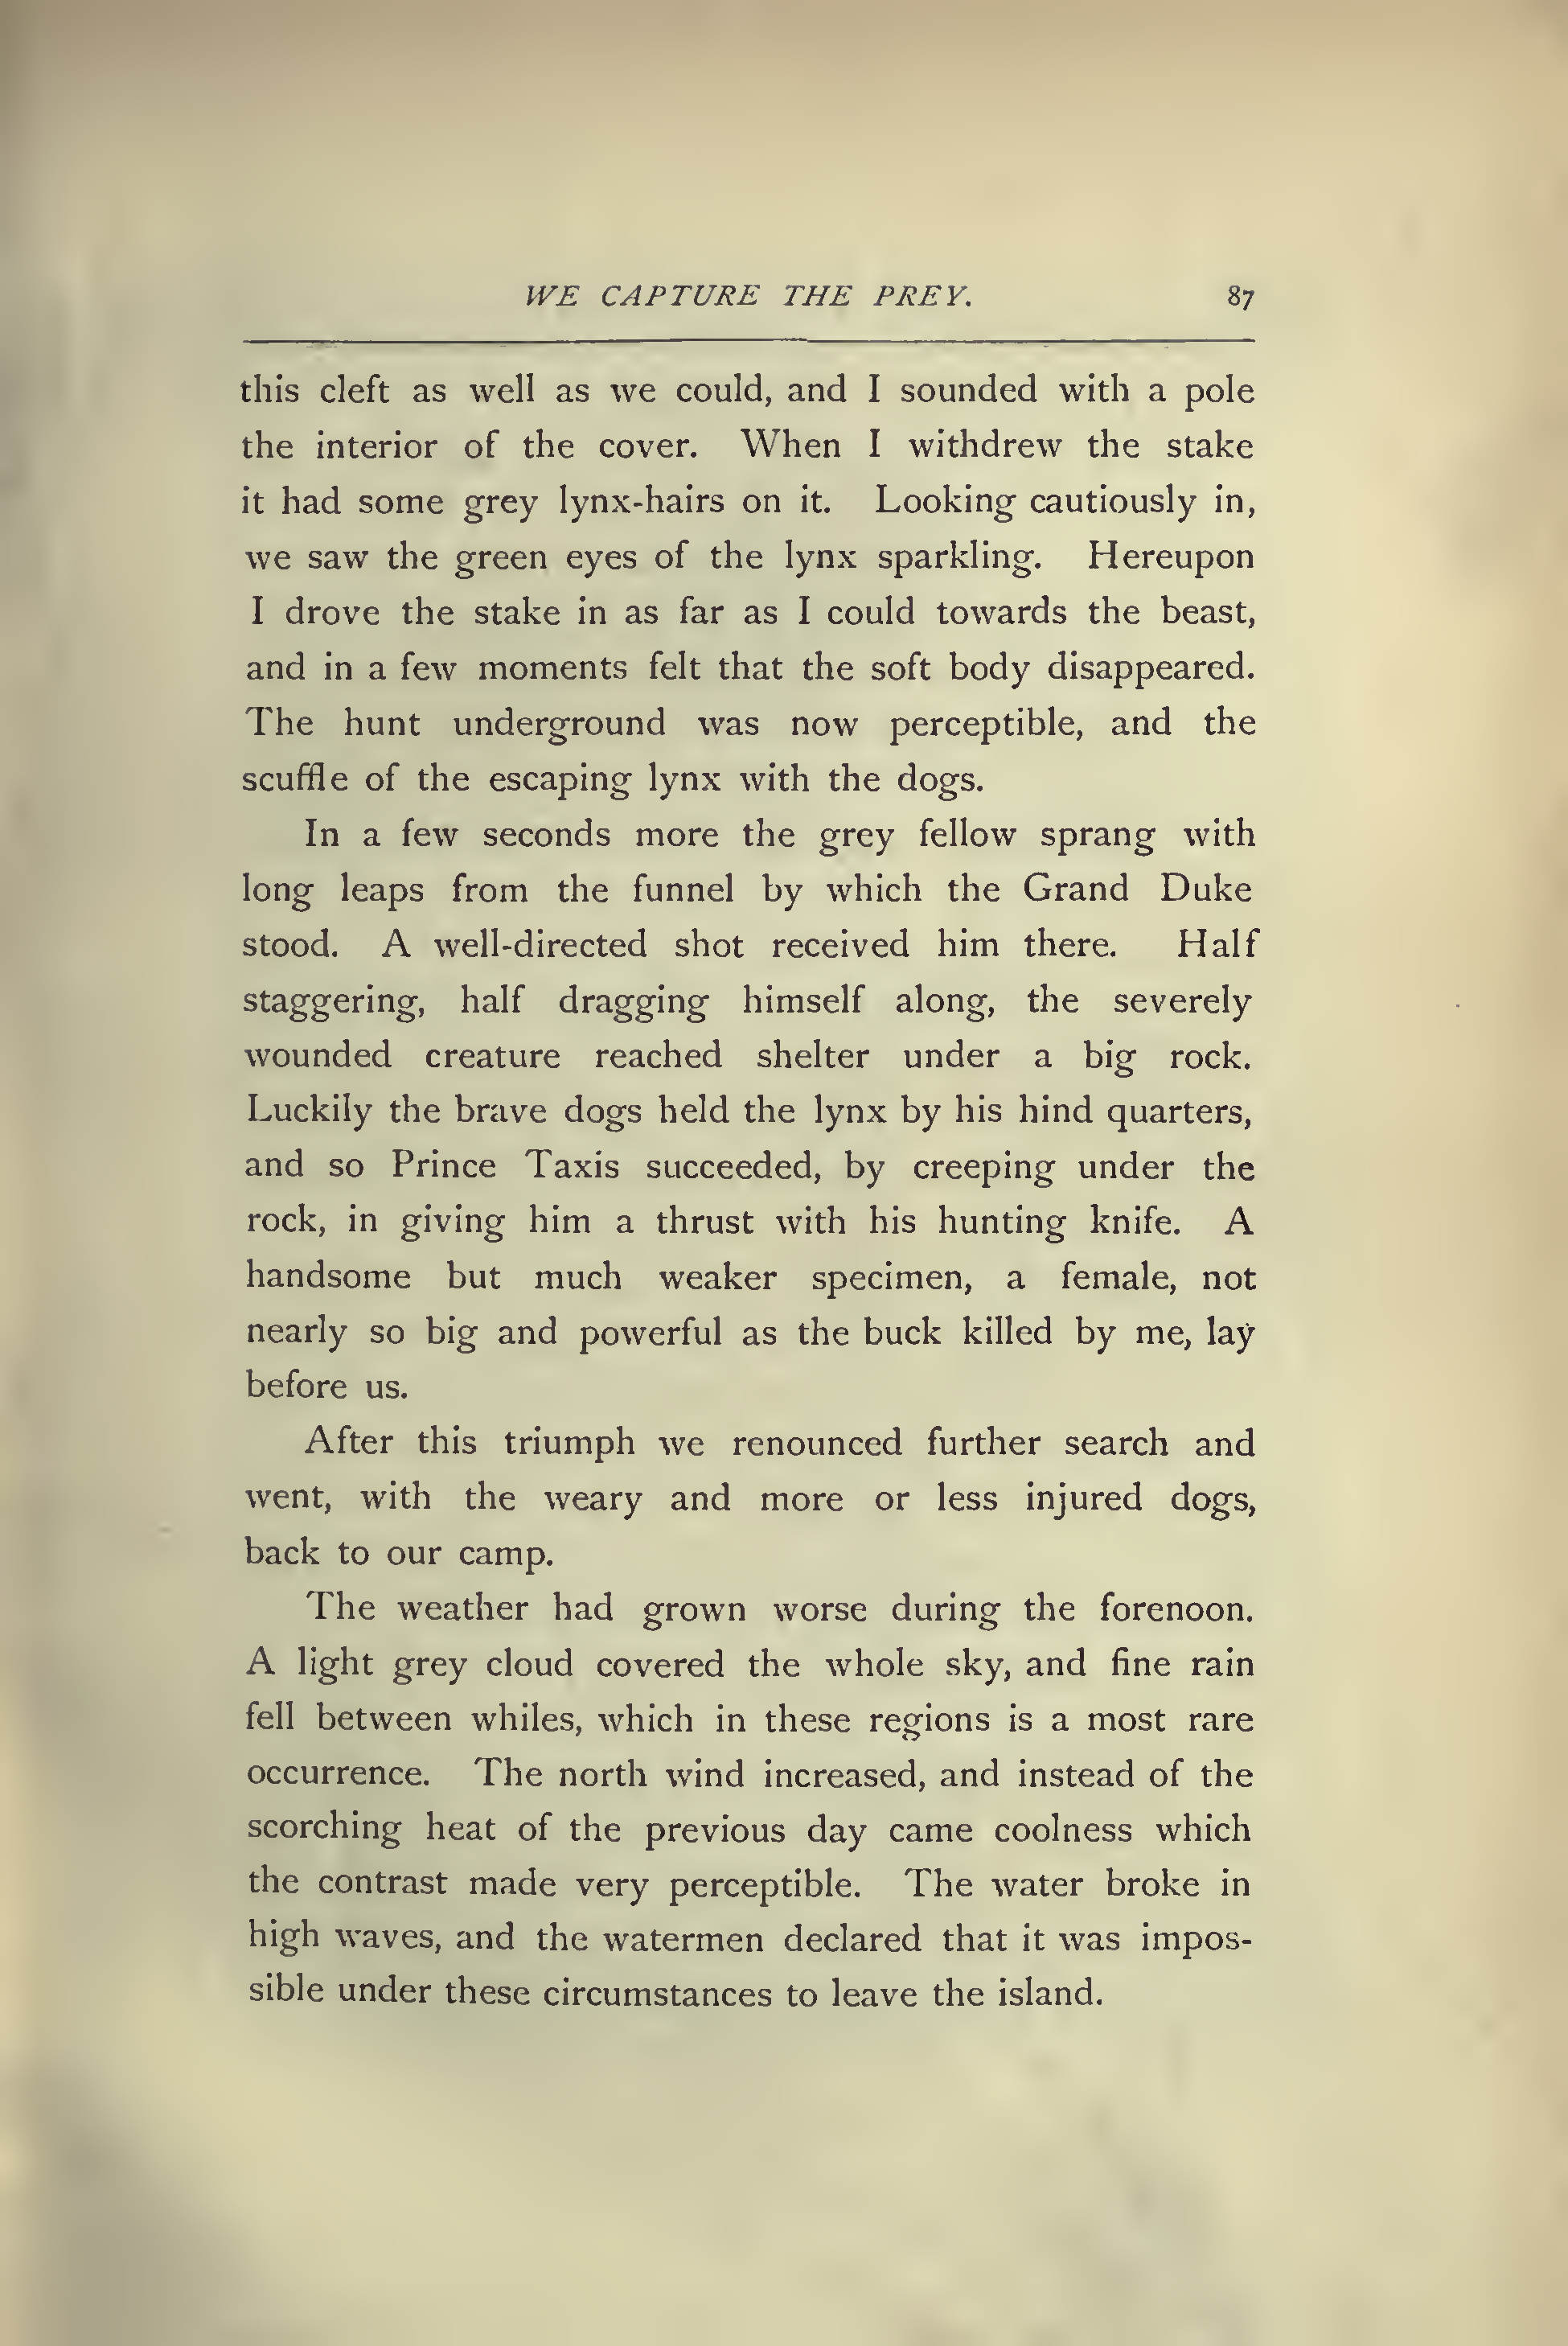 WE CAPTURE THE PREY. 87
this cleft as well as we could, and I sounded with a pole
the interior of the cover. When I withdrew the stake
it had some grey lynx-hairs on it. Looking cautiously in,
we saw the green eyes of the lynx sparkling. Hereupon
I drove the stake in as far as I could towards the beast,
and in a few moments felt that the soft body disappeared.
The hunt underground was now perceptible, and the
scuffle of the escaping lynx with the dogs.
In a few seconds more the grey fellow sprang with
long leaps from the funnel by which the Grand Duke
stood. A well-directed shot received him there. Half
staggering, half dragging himself along, the severely
wounded creature reached shelter under a big rock.
Luckily the brave dogs held the lynx by his hind quarters,
and so Prince Taxis succeeded, by creeping under the
rock, in giving him a thrust with his hunting knife. A
handsome but much weaker specimen, a female, not
nearly so big and powerful as the buck killed by me, lay
before us.
After this triumph we renounced further search and
went, with the weary and more or less injured dogs,
back to our camp.
The weather had grown worse during the forenoon.
A light grey cloud covered the whole sky, and fine rain
fell between whiles, which in these regions is a most rare
occurrence. The north wind increased, and instead of the
scorching heat of the previous day came coolness which
the contrast made very perceptible. The water broke in
high waves, and the watermen declared that it was impos-
sible under these circumstances to leave the island.